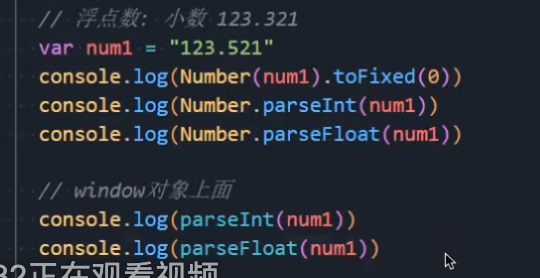 // 浮点数: 小数 123.321
var num1 = "123.521"
console.log(Number(num1).toFixed(0))
console.log(Number.parseInt(num1))
console.log(Number.parseFloat(num1))
// window对象上面
console.log(parseInt(num1))
console.log(parseFloat(num1))
32正在观看视频